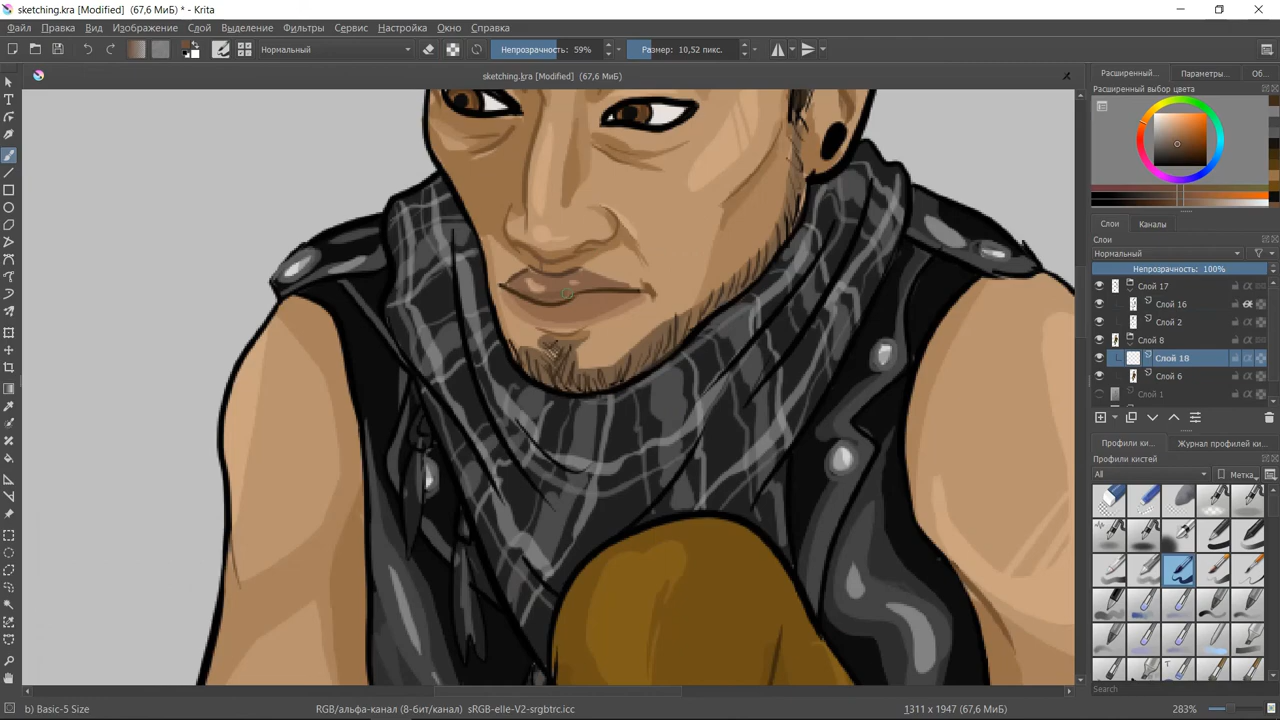 sketching.kra [Modified] (67,6 МиБ) * - Krita
Файл Правка Вид Изображение Слой Выделение Фильтры Сервис Настройка Окно Справка
Нормальный Непрозрачность: 59% Размер: 10,52 пикс.
sketching.kra [Modified] (67,6 МиБ)
Расширенный... Параметры... Об...
Расширенный выбор цвета
Слои Каналы
Слои
Нормальный
Непрозрачность: 100%
Слой 17
Слой 16
Слой 2
Слой 8
Слой 18
Слой 6
Слой 1
Профили ки... Журнал профилей ки...
Профили кистей
All Метка
Search
b) Basic-5 Size RGB/альфа-канал (8-бит/канал) sRGB-elle-V2-srgbtrc.icc 1311 x 1947 (67,6 МиБ) 283%